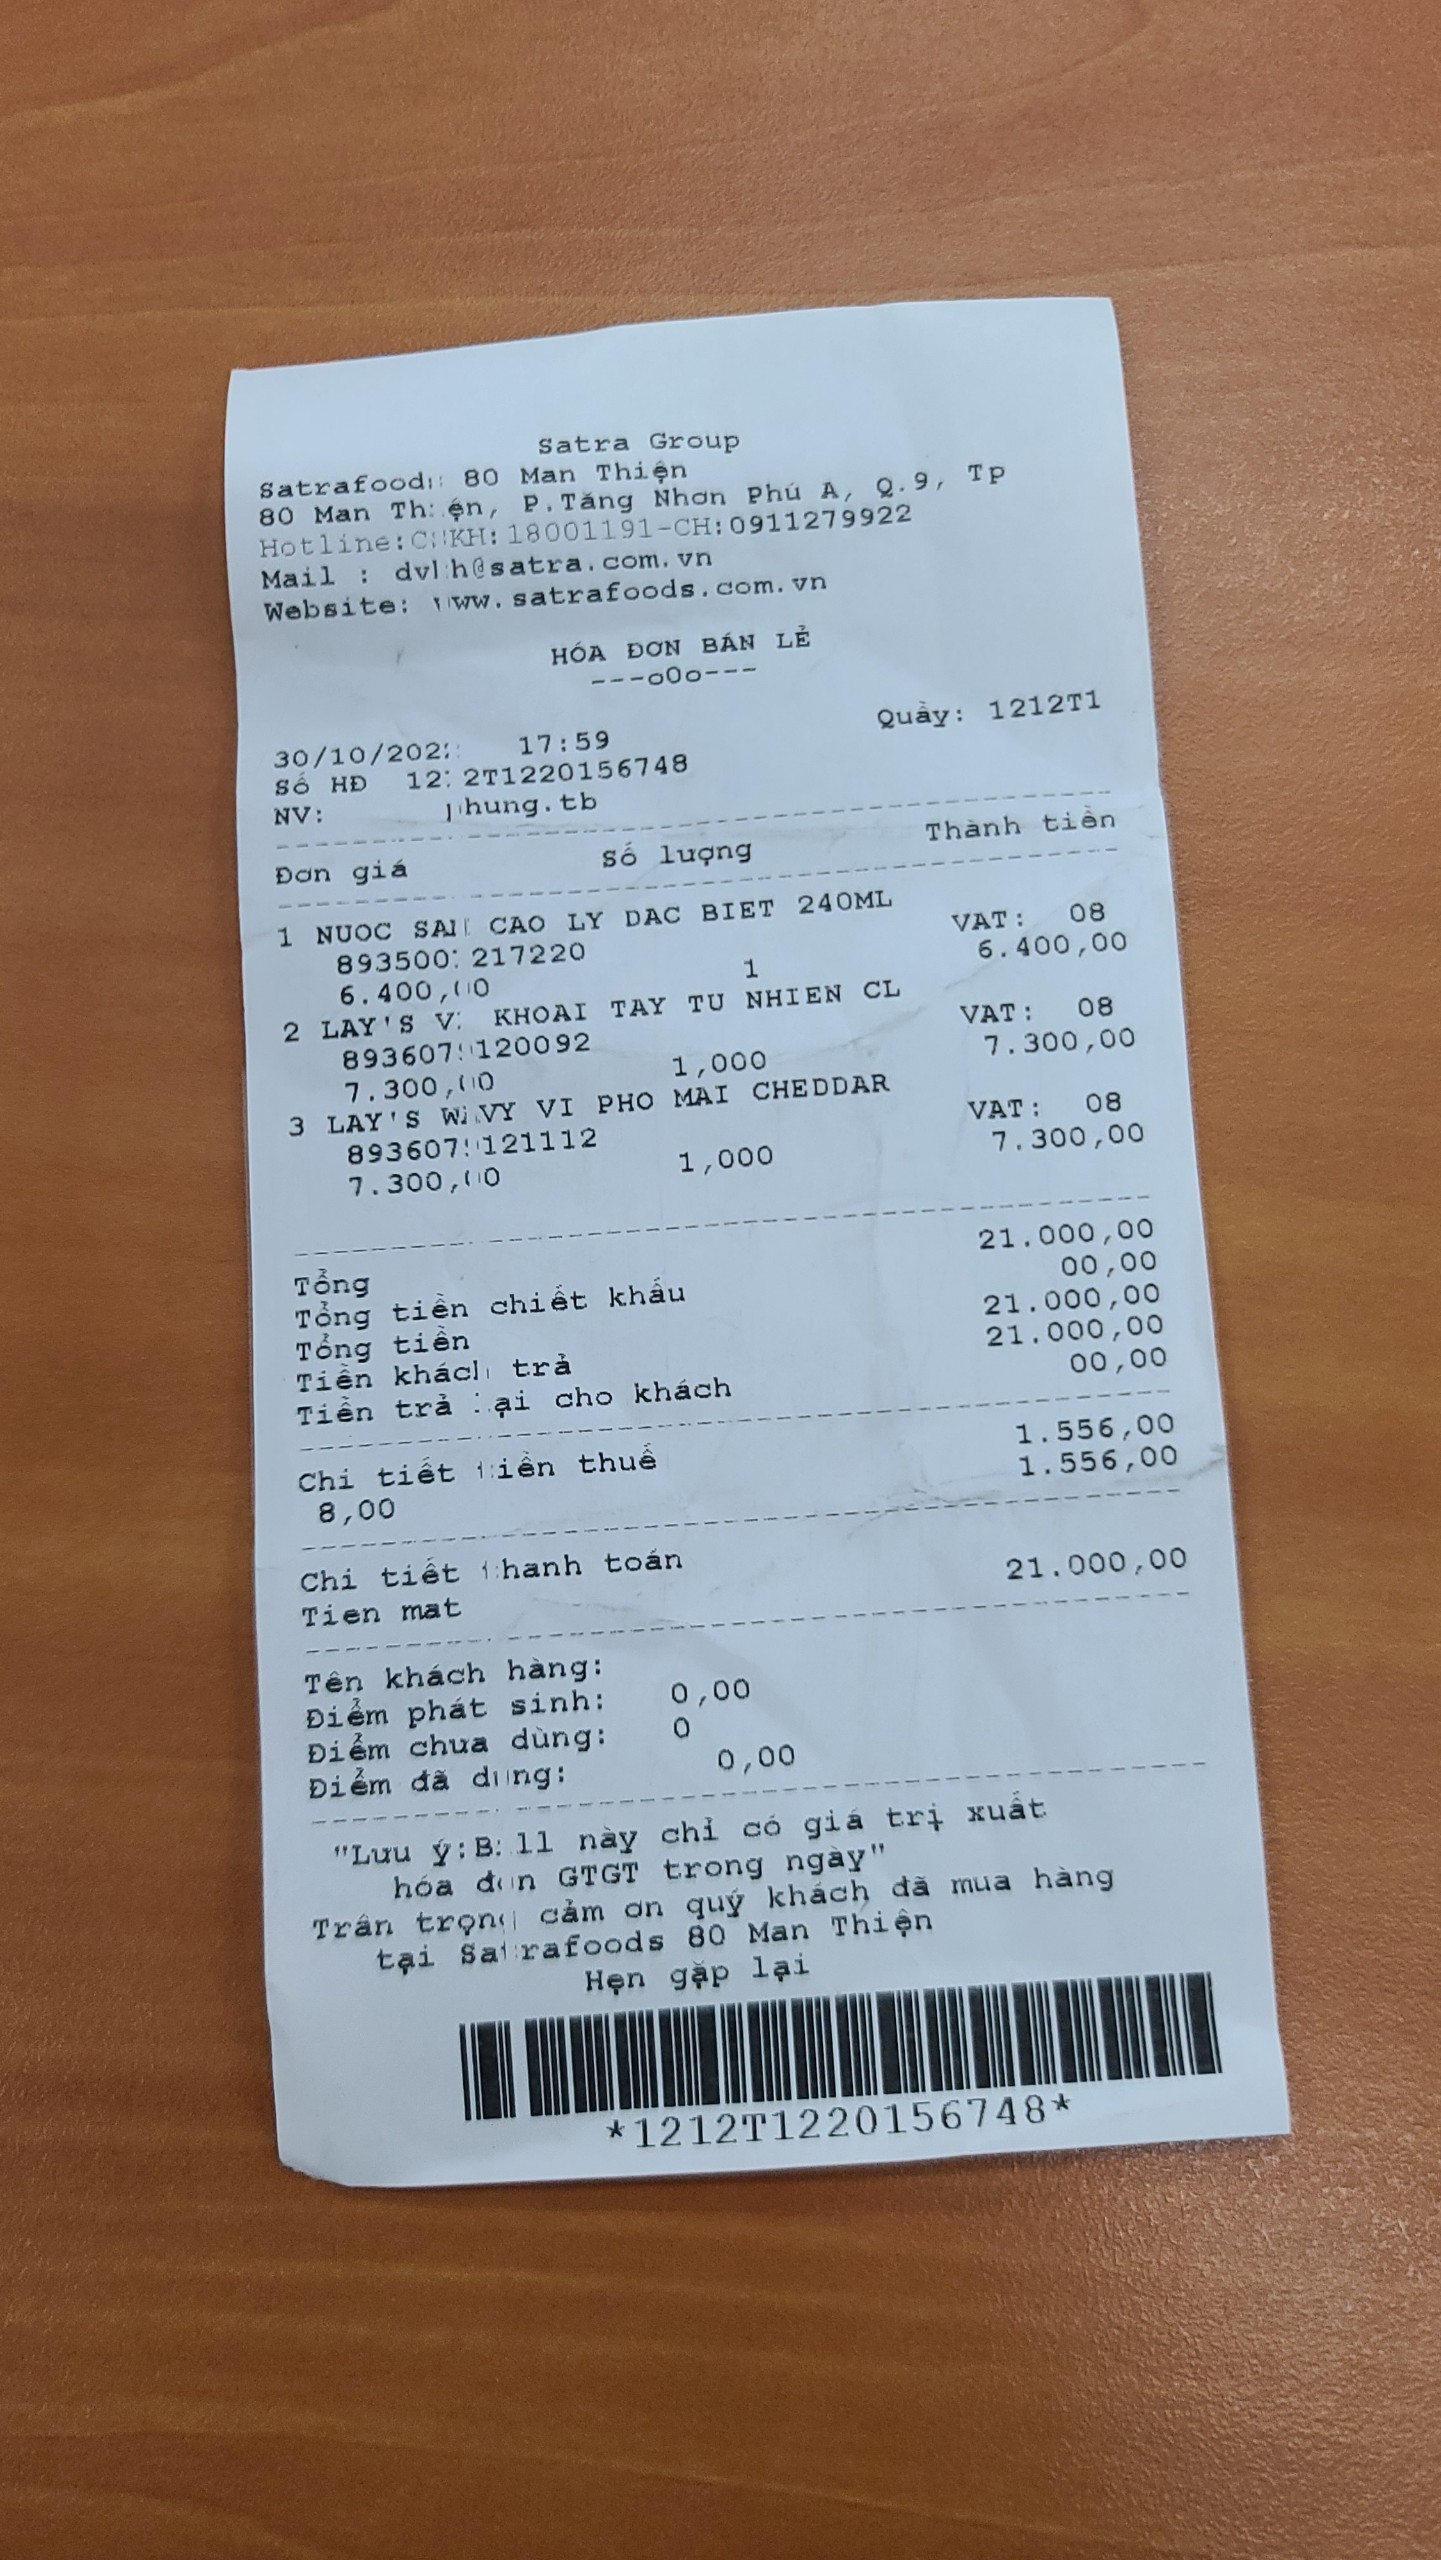 Satra Group
Satrafoods 80 Man Thiện
80 Man Thiện, P.Tăng Nhơn Phú A, Q.9, Tp
Hotline:CSKH:18001191-CH:0911279922
Mail : dvkh@satra.com.vn
Website: www.satrafoods.com.vn
HÓA ĐƠN BÁN LẺ
---oOo---
Quầy: 1212T1
30/10/2022 17:59
Số HĐ 1212T1220156748
NV: phung.tb
Đơn giá Số lượng Thành tiền
1 NUOC SAM CAO LY DAC BIET 240ML
217220 VAT: 08
6.400,00 1 6.400,00
2 LAY'S VI KHOAI TAY TU NHIEN CL
120092 VAT: 08
7.300,00 1,000 7.300,00
3 LAY'S WAVY VI PHO MAI CHEDDAR
121112 VAT: 08
7.300,00 1,000 7.300,00
Tổng 21.000,00
Tổng tiền chiết khấu 00,00
Tổng tiền 21.000,00
Tiền khách trả 21.000,00
Tiền trả lại cho khách 00,00
Chi tiết tiền thuế 1.556,00
8,00 1.556,00
Chi tiết thanh toán
Tien mat 21.000,00
Tên khách hàng:
Điểm phát sinh: 0,00
Điểm chưa dùng: 0
Điểm đã dùng: 0,00
"Lưu ý:Bill này chỉ có giá trị xuất
hóa đơn GTGT trong ngày"
Trân trọng cảm ơn quý khách đã mua hàng
tại Satrafoods 80 Man Thiện
Hẹn gặp lại
*1212T1220156748*